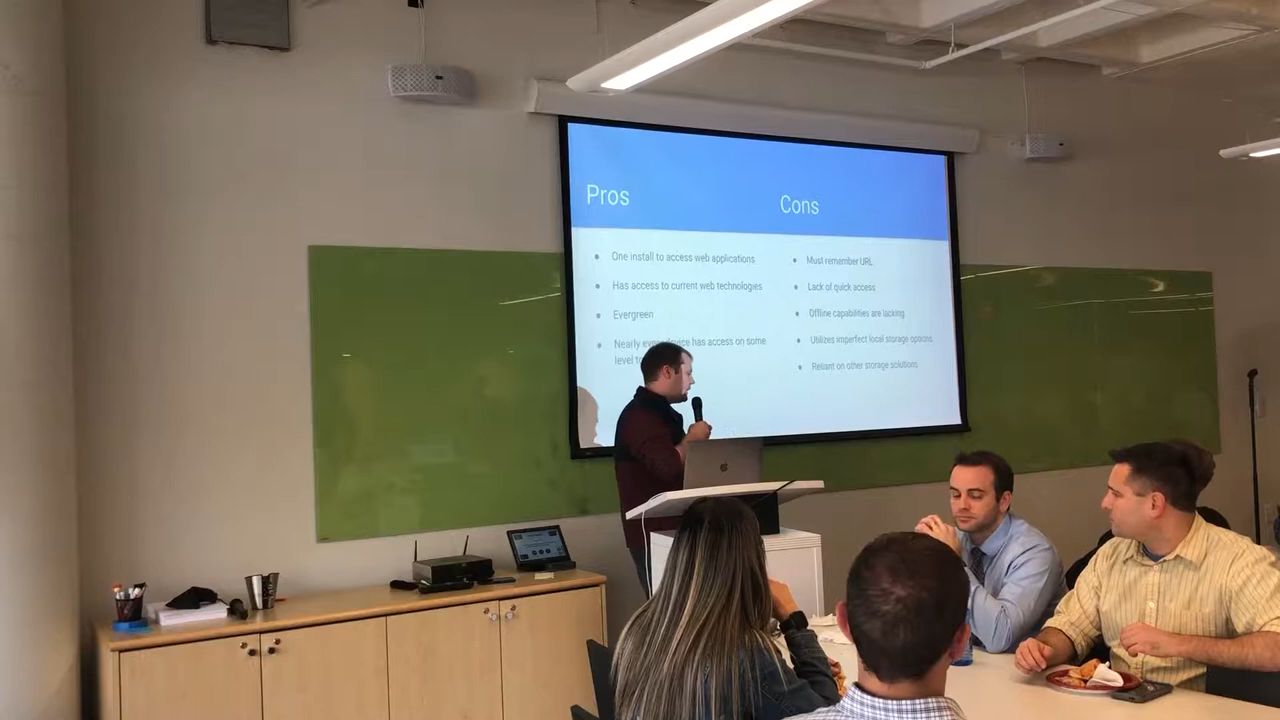 Pros
One install to access web applications
Has access to current web technologies
Evergreen
Nearly every device has access on some
level
Cons
Must remember URL
Lack of quick access
Offline capabilities are lacking
Utilizes imperfect local storage options
Reliant on other storage solutions